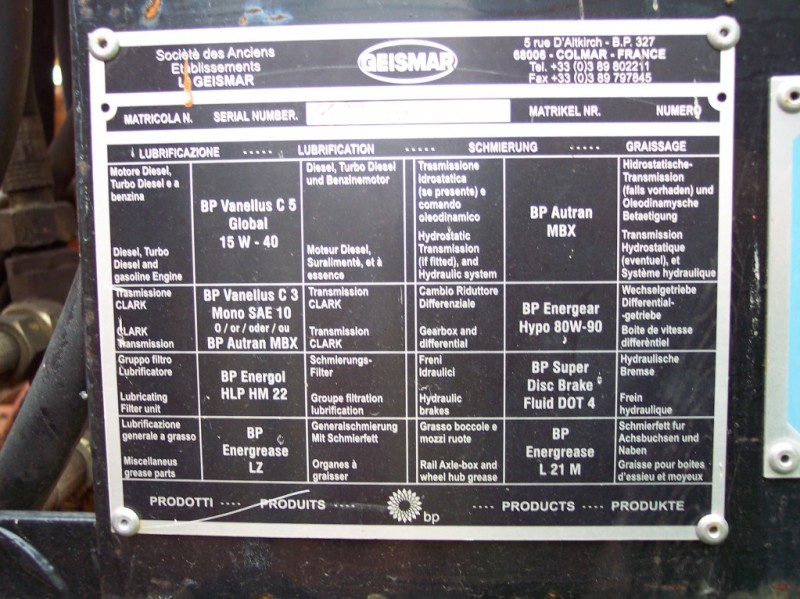 Sociètè des Anciens
Etablissements
L. GEISMAR
GEISMAR
5 rue D'Altkirch - B.P. 327
68006 - COLMAR - FRANCE
Tel. +33 (0)3 89 802211
Fax +33 (0)3 89 797845
MATRICOLA N. SERIAL NUMBER. MATRIKEL NR. NUMERO
LUBRIFICAZIONE ----- LUBRICATION ----- SCHMIERUNG ----- GRAISSAGE
Motore Diesel,
Turbo Diesel e a
benzina
Diesel, Turbo
Diesel and
gasoline Engine
BP Vanellus C 5
Global
15 W - 40
Diesel, Turbo Diesel
und Benzinemotor
Moteur Diesel,
Suralimentè, et à
essence
Trasmissione
Idrostatica
(se presente) e
comando
oleodinamico
Hydrostatic
Transmission
(if fitted), and
Hydraulic system
BP Autran
MBX
Hidrostatische-
Transmission
(falls vorhaden) und
Oleodinamysche
Betaetigung
Transmission
Hydrostatique
(eventuel), et
Système hydraulique
Trasmissione
CLARK
CLARK
Transmission
BP Vanellus C 3
Mono SAE 10
O / or / oder / ou
BP Autran MBX
Transmission
CLARK
Transmission
CLARK
Cambio Riduttore
Differenziale
Gearbox and
differential
BP Energear
Hypo 80W-90
Wechselgetriebe
Differential-
-getriebe
Boite de vitesse
diffèrèntiel
Gruppo filtro
Lubrificatore
Lubricating
Filter unit
BP Energol
HLP HM 22
Schmierungs-
Filter
Groupe filtration
lubrification
Freni
Idraulici
Hydraulic
brakes
BP Super
Disc Brake
Fluid DOT 4
Hydraulische
Bremse
Frein
hydraulique
Lubrificazione
generale a grasso
Miscellaneus
grease parts
BP
Energrease
LZ
Generalschmierung
Mit Schmierfett
Organes à
graisser
Grasso boccole e
mozzi ruote
Rail Axle-box and
wheel hub grease
BP
Energrease
L 21 M
Schmierfett fur
Achsbuchsen und
Naben
Graisse pour boites
d'essieu et moyeux
PRODOTTI ---- PRODUITS ---- bp ---- PRODUCTS ---- PRODUKTE